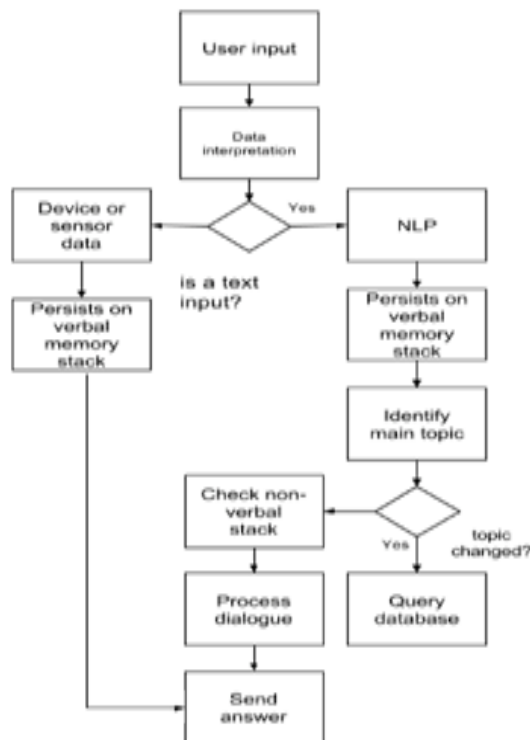 User input
Data
interpretation
Device or
sensor
data
Yes
NLP
is a text
input?
Persists on
verbal
memory
stack
Persists on
verbal
memory
stack
Identify
main topic
Check non-
verbal
stack
Yes
topic
changed?
Process
dialogue
Query
database
Send
answer